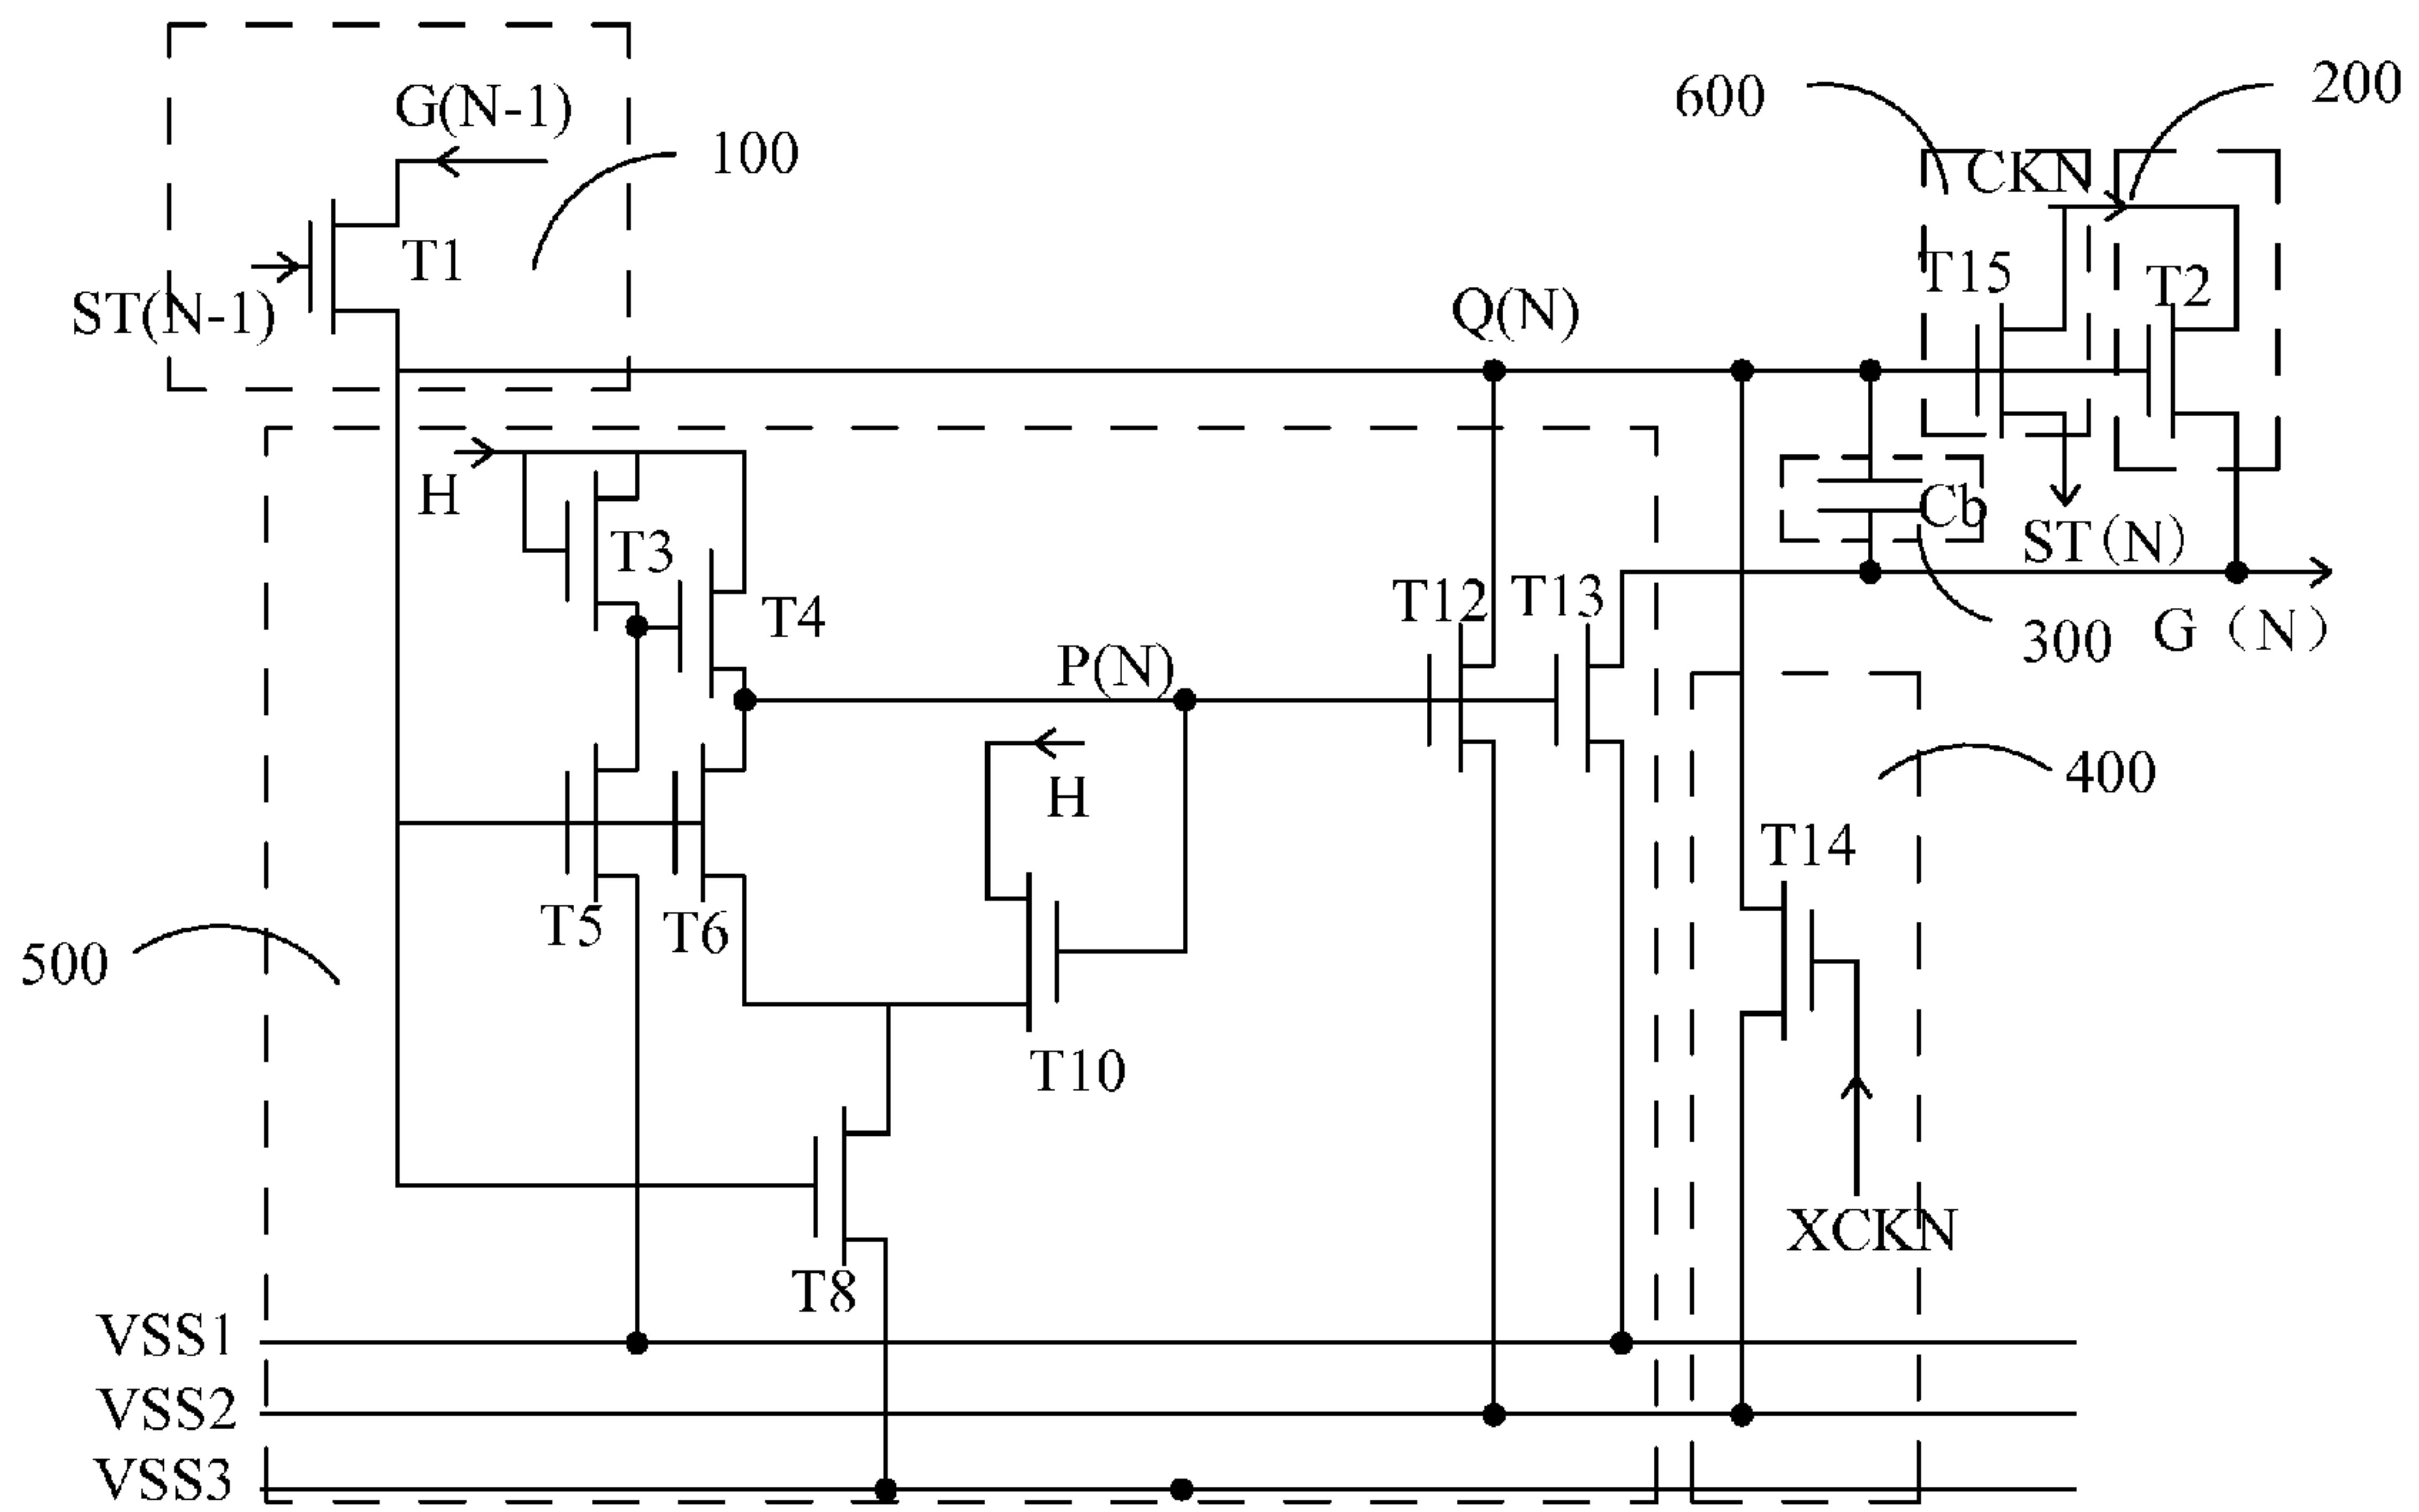 G(N-1)
100
T1
ST(N-1)
600
200
CKN
T15
T2
Q(N)
H
T3
T4
Cb
ST(N)
G (N)
300
T12
T13
P(N)
H
400
T14
T5
T6
500
T10
XCKN
T8
VSS1
VSS2
VSS3